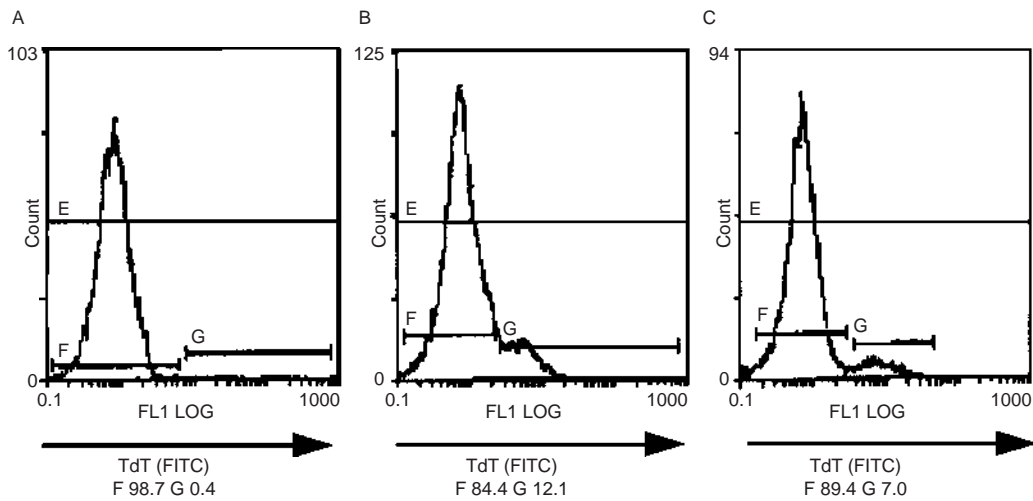 A
103
Count
E
F
G
0
0.1
1000
FL1 LOG
TdT (FITC)
F 98.7 G 0.4
B
125
Count
E
F
G
0
0.1
1000
FL1 LOG
TdT (FITC)
F 84.4 G 12.1
C
94
Count
E
F
G
0
0.1
1000
FL1 LOG
TdT (FITC)
F 89.4 G 7.0